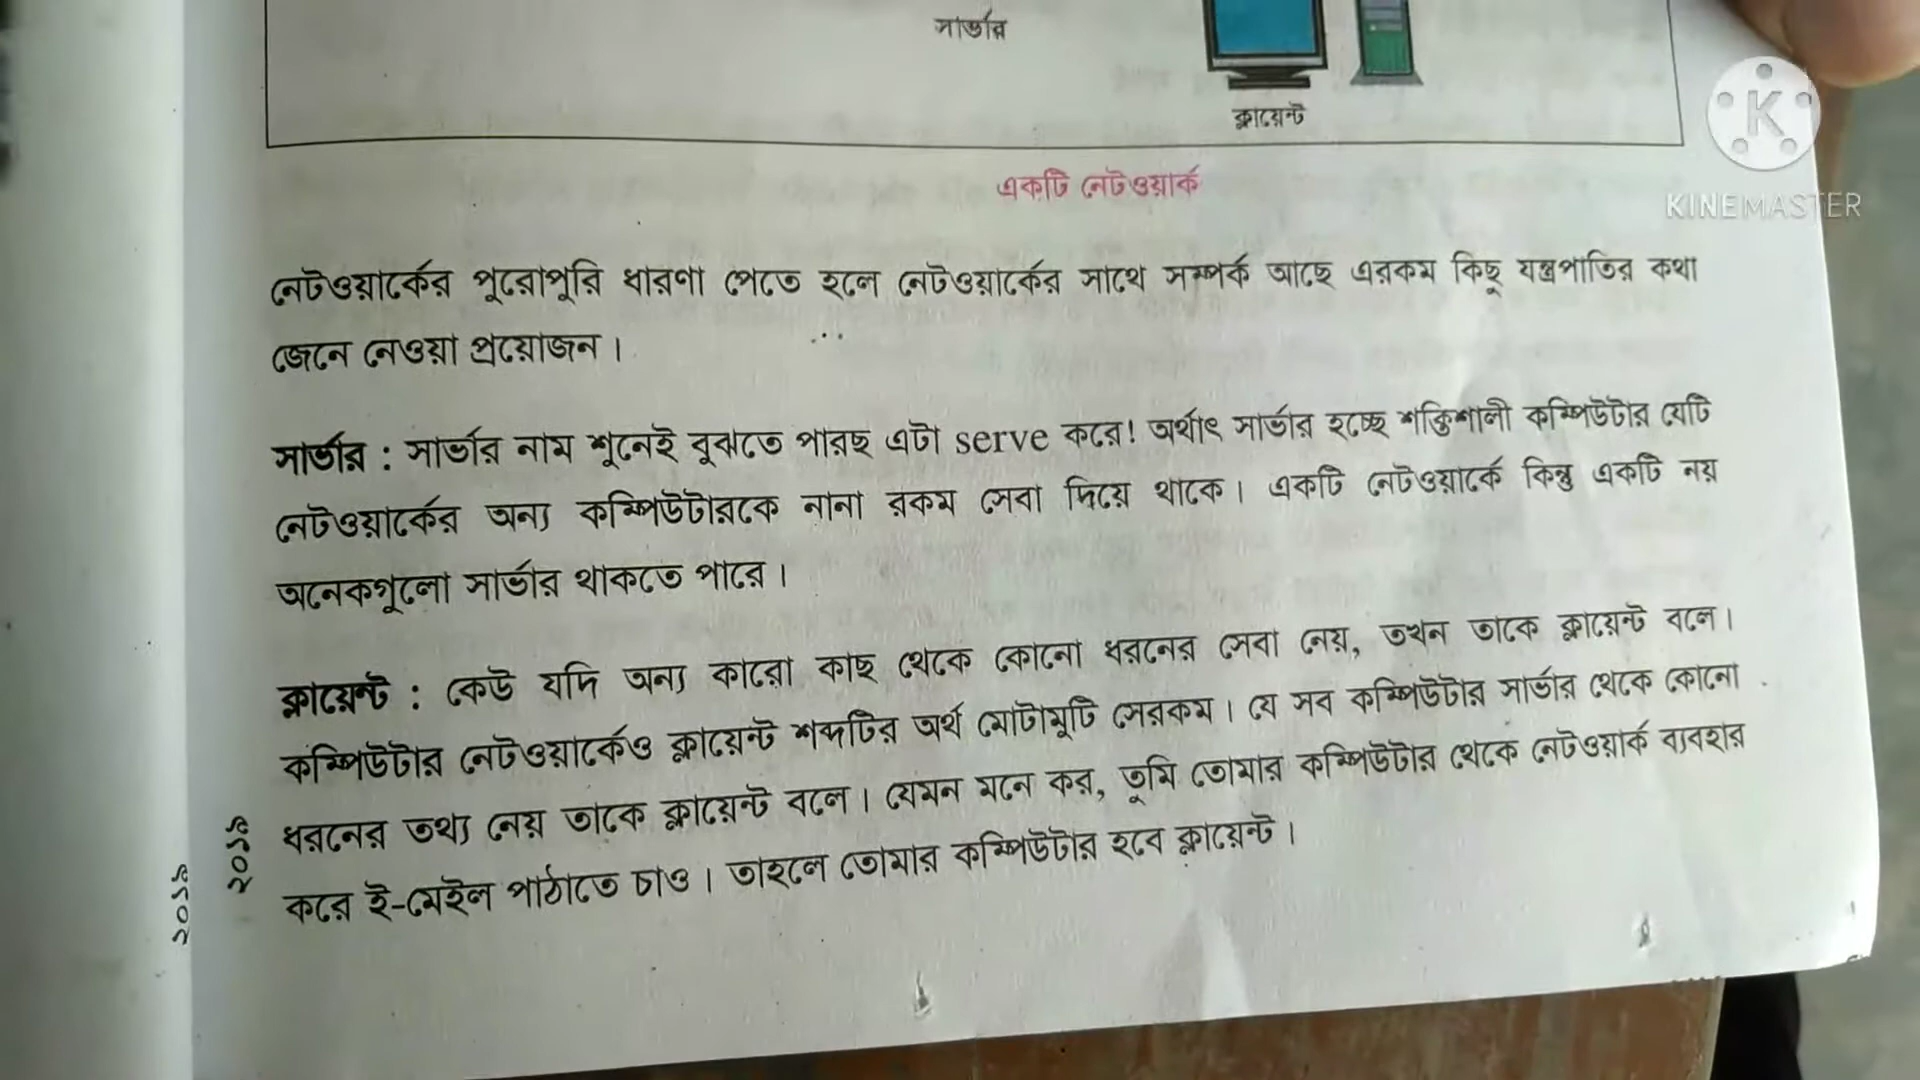 সার্ভার
ক্লায়েন্ট
একটি নেটওয়ার্ক
K
KINEMASTER
নেটওয়ার্কের পুরোপুরি ধারণা পেতে হলে নেটওয়ার্কের সাথে সম্পর্ক আছে এরকম কিছু যন্ত্রপাতির কথা
জেনে নেওয়া প্রয়োজন।
সার্ভার : সার্ভার নাম শুনেই বুঝতে পারছ এটা serve করে! অর্থাৎ সার্ভার হচ্ছে শক্তিশালী কম্পিউটার যেটি
নেটওয়ার্কের অন্য কম্পিউটারকে নানা রকম সেবা দিয়ে থাকে। একটি নেটওয়ার্কে কিন্তু একটি নয়
অনেকগুলো সার্ভার থাকতে পারে।
ক্লায়েন্ট : কেউ যদি অন্য কারো কাছ থেকে কোনো ধরনের সেবা নেয়, তখন তাকে ক্লায়েন্ট বলে।
কম্পিউটার নেটওয়ার্কেও ক্লায়েন্ট শব্দটির অর্থ মোটামুটি সেরকম। যে সব কম্পিউটার সার্ভার থেকে কোনো
ধরনের তথ্য নেয় তাকে ক্লায়েন্ট বলে। যেমন মনে কর, তুমি তোমার কম্পিউটার থেকে নেটওয়ার্ক ব্যবহার
করে ই-মেইল পাঠাতে চাও। তাহলে তোমার কম্পিউটার হবে ক্লায়েন্ট।
২০১৯
২০১৯